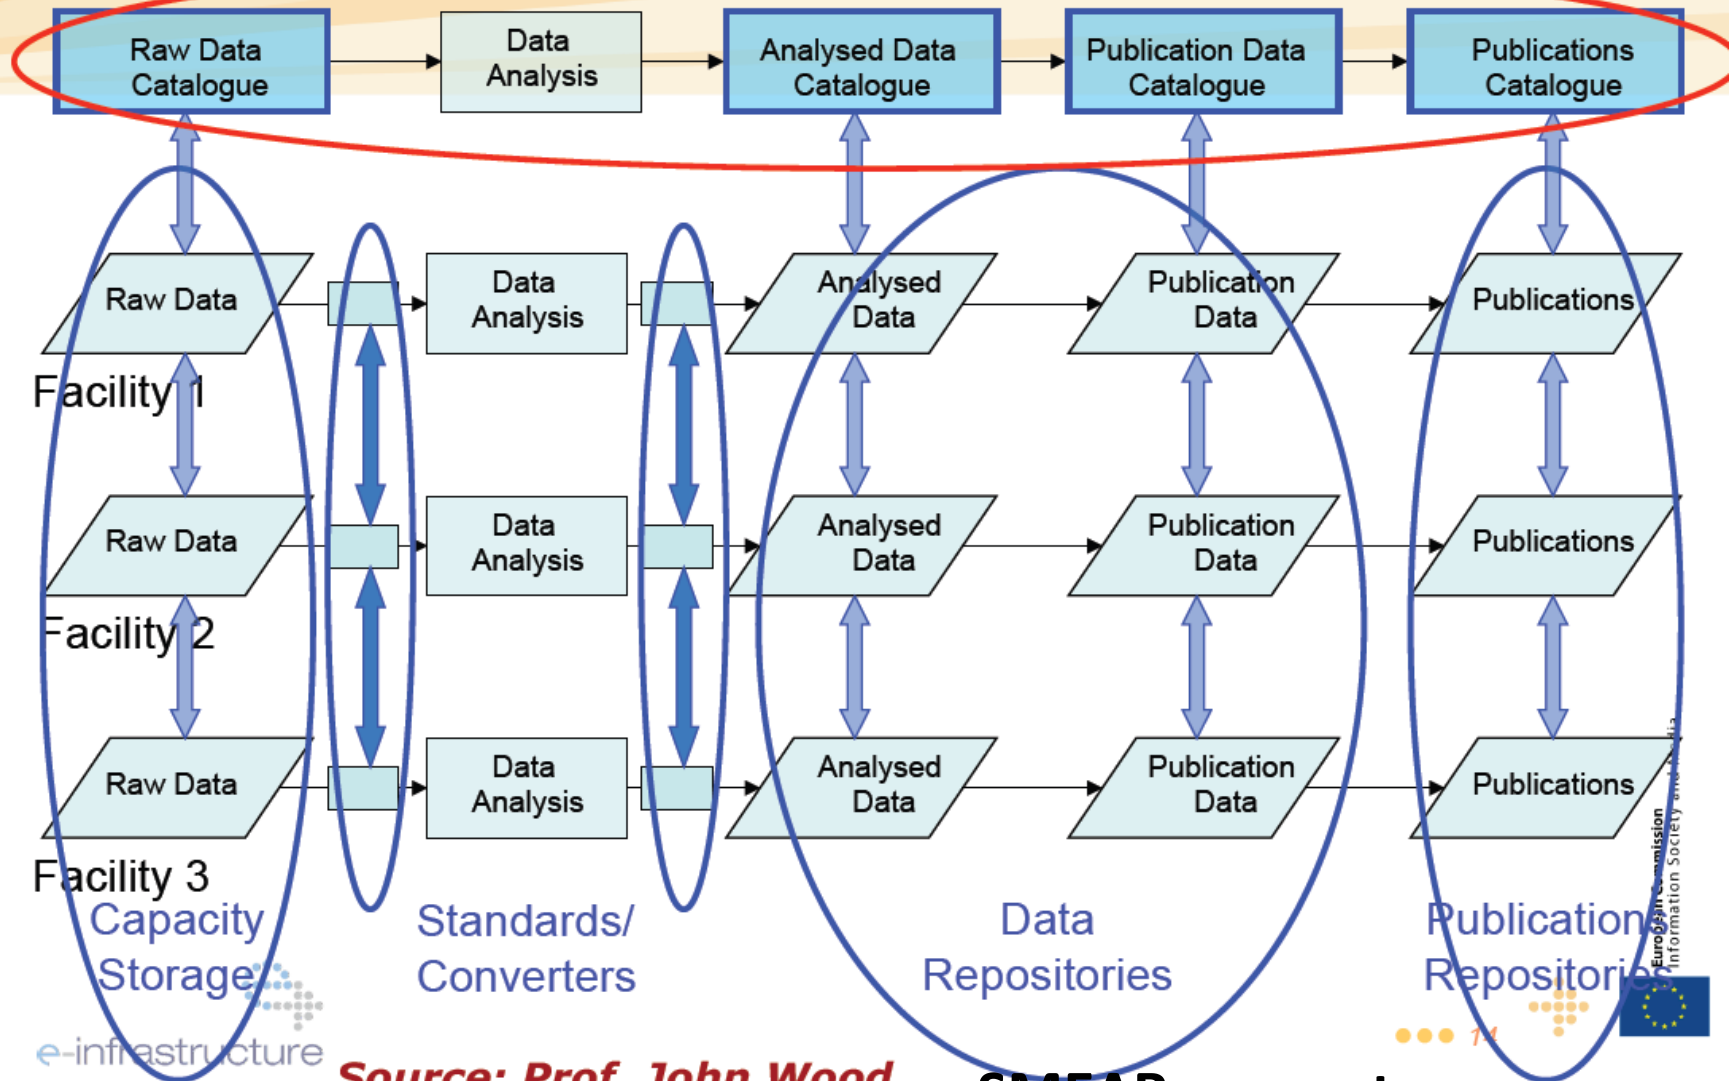 Raw Data
Catalogue
Data
Analysis
Analysed Data
Catalogue
Publication Data
Catalogue
Publications
Catalogue
Raw Data
Data
Analysis
Analysed
Data
Publication
Data
Publications
Facility 1
Raw Data
Data
Analysis
Analysed
Data
Publication
Data
Publications
Facility 2
Raw Data
Data
Analysis
Analysed
Data
Publication
Data
Publications
Facility 3
Capacity
Storage
Standards/
Converters
Data
Repositories
Publications
Repositories
European Commission
Information Society and Media
14
e-infrastructure
Source: Prof. John Wood
SMEAR